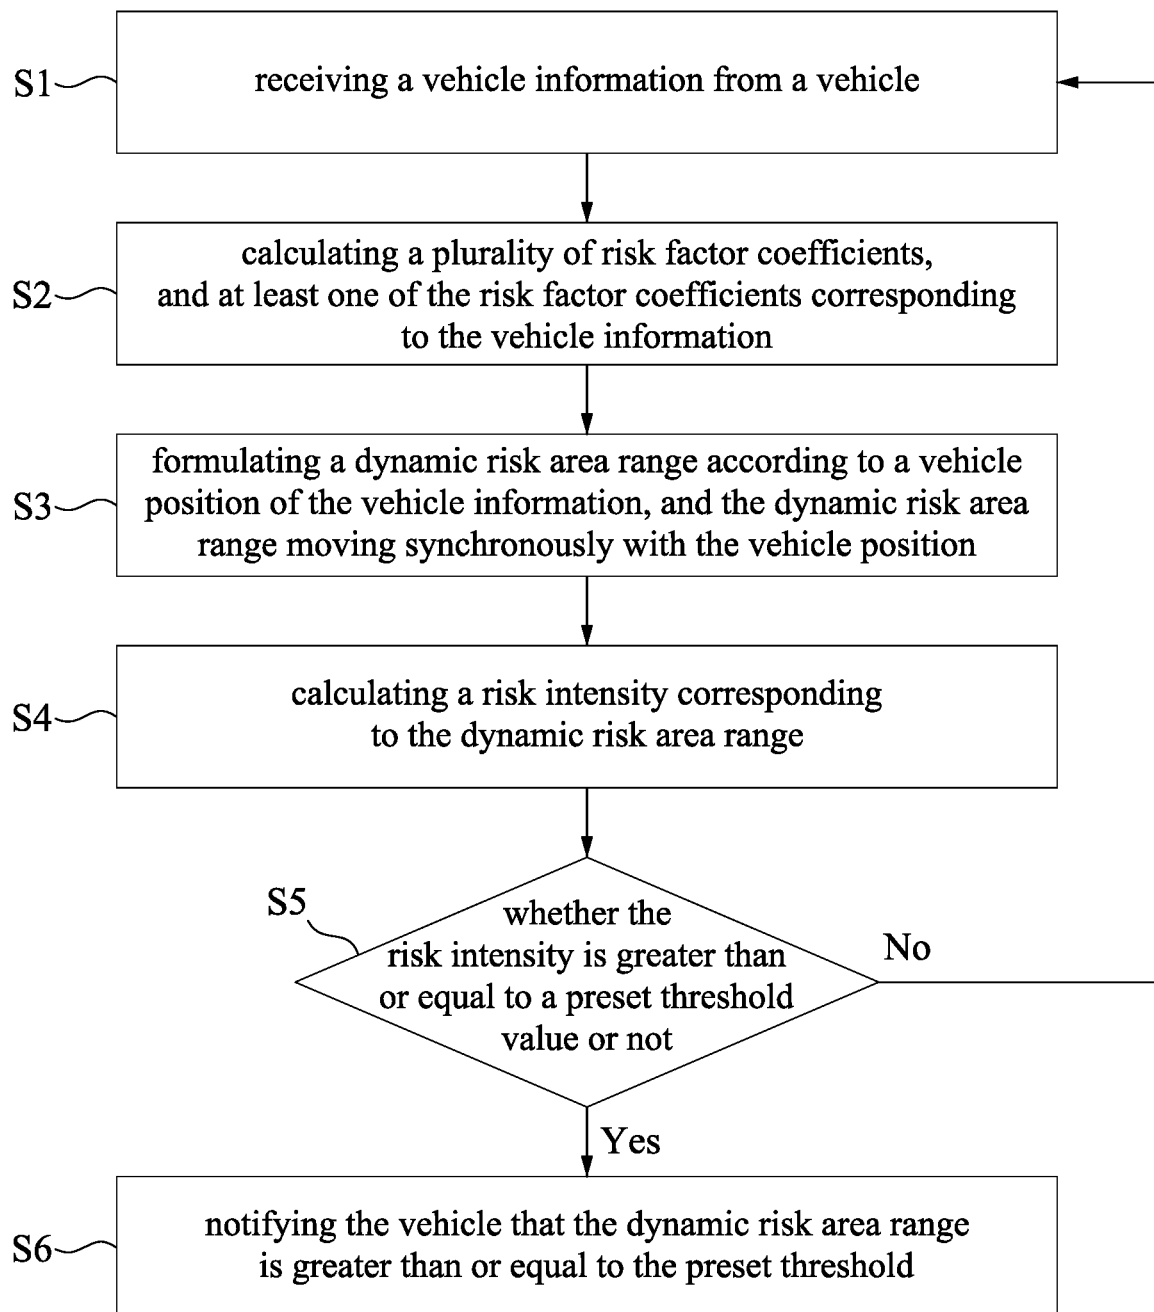 S1
receiving a vehicle information from a vehicle
S2
calculating a plurality of risk factor coefficients,
and at least one of the risk factor coefficients corresponding
to the vehicle information
S3
formulating a dynamic risk area range according to a vehicle
position of the vehicle information, and the dynamic risk area
range moving synchronously with the vehicle position
S4
calculating a risk intensity corresponding
to the dynamic risk area range
S5
whether the
risk intensity is greater than
or equal to a preset threshold
value or not
No
Yes
S6
notifying the vehicle that the dynamic risk area range
is greater than or equal to the preset threshold